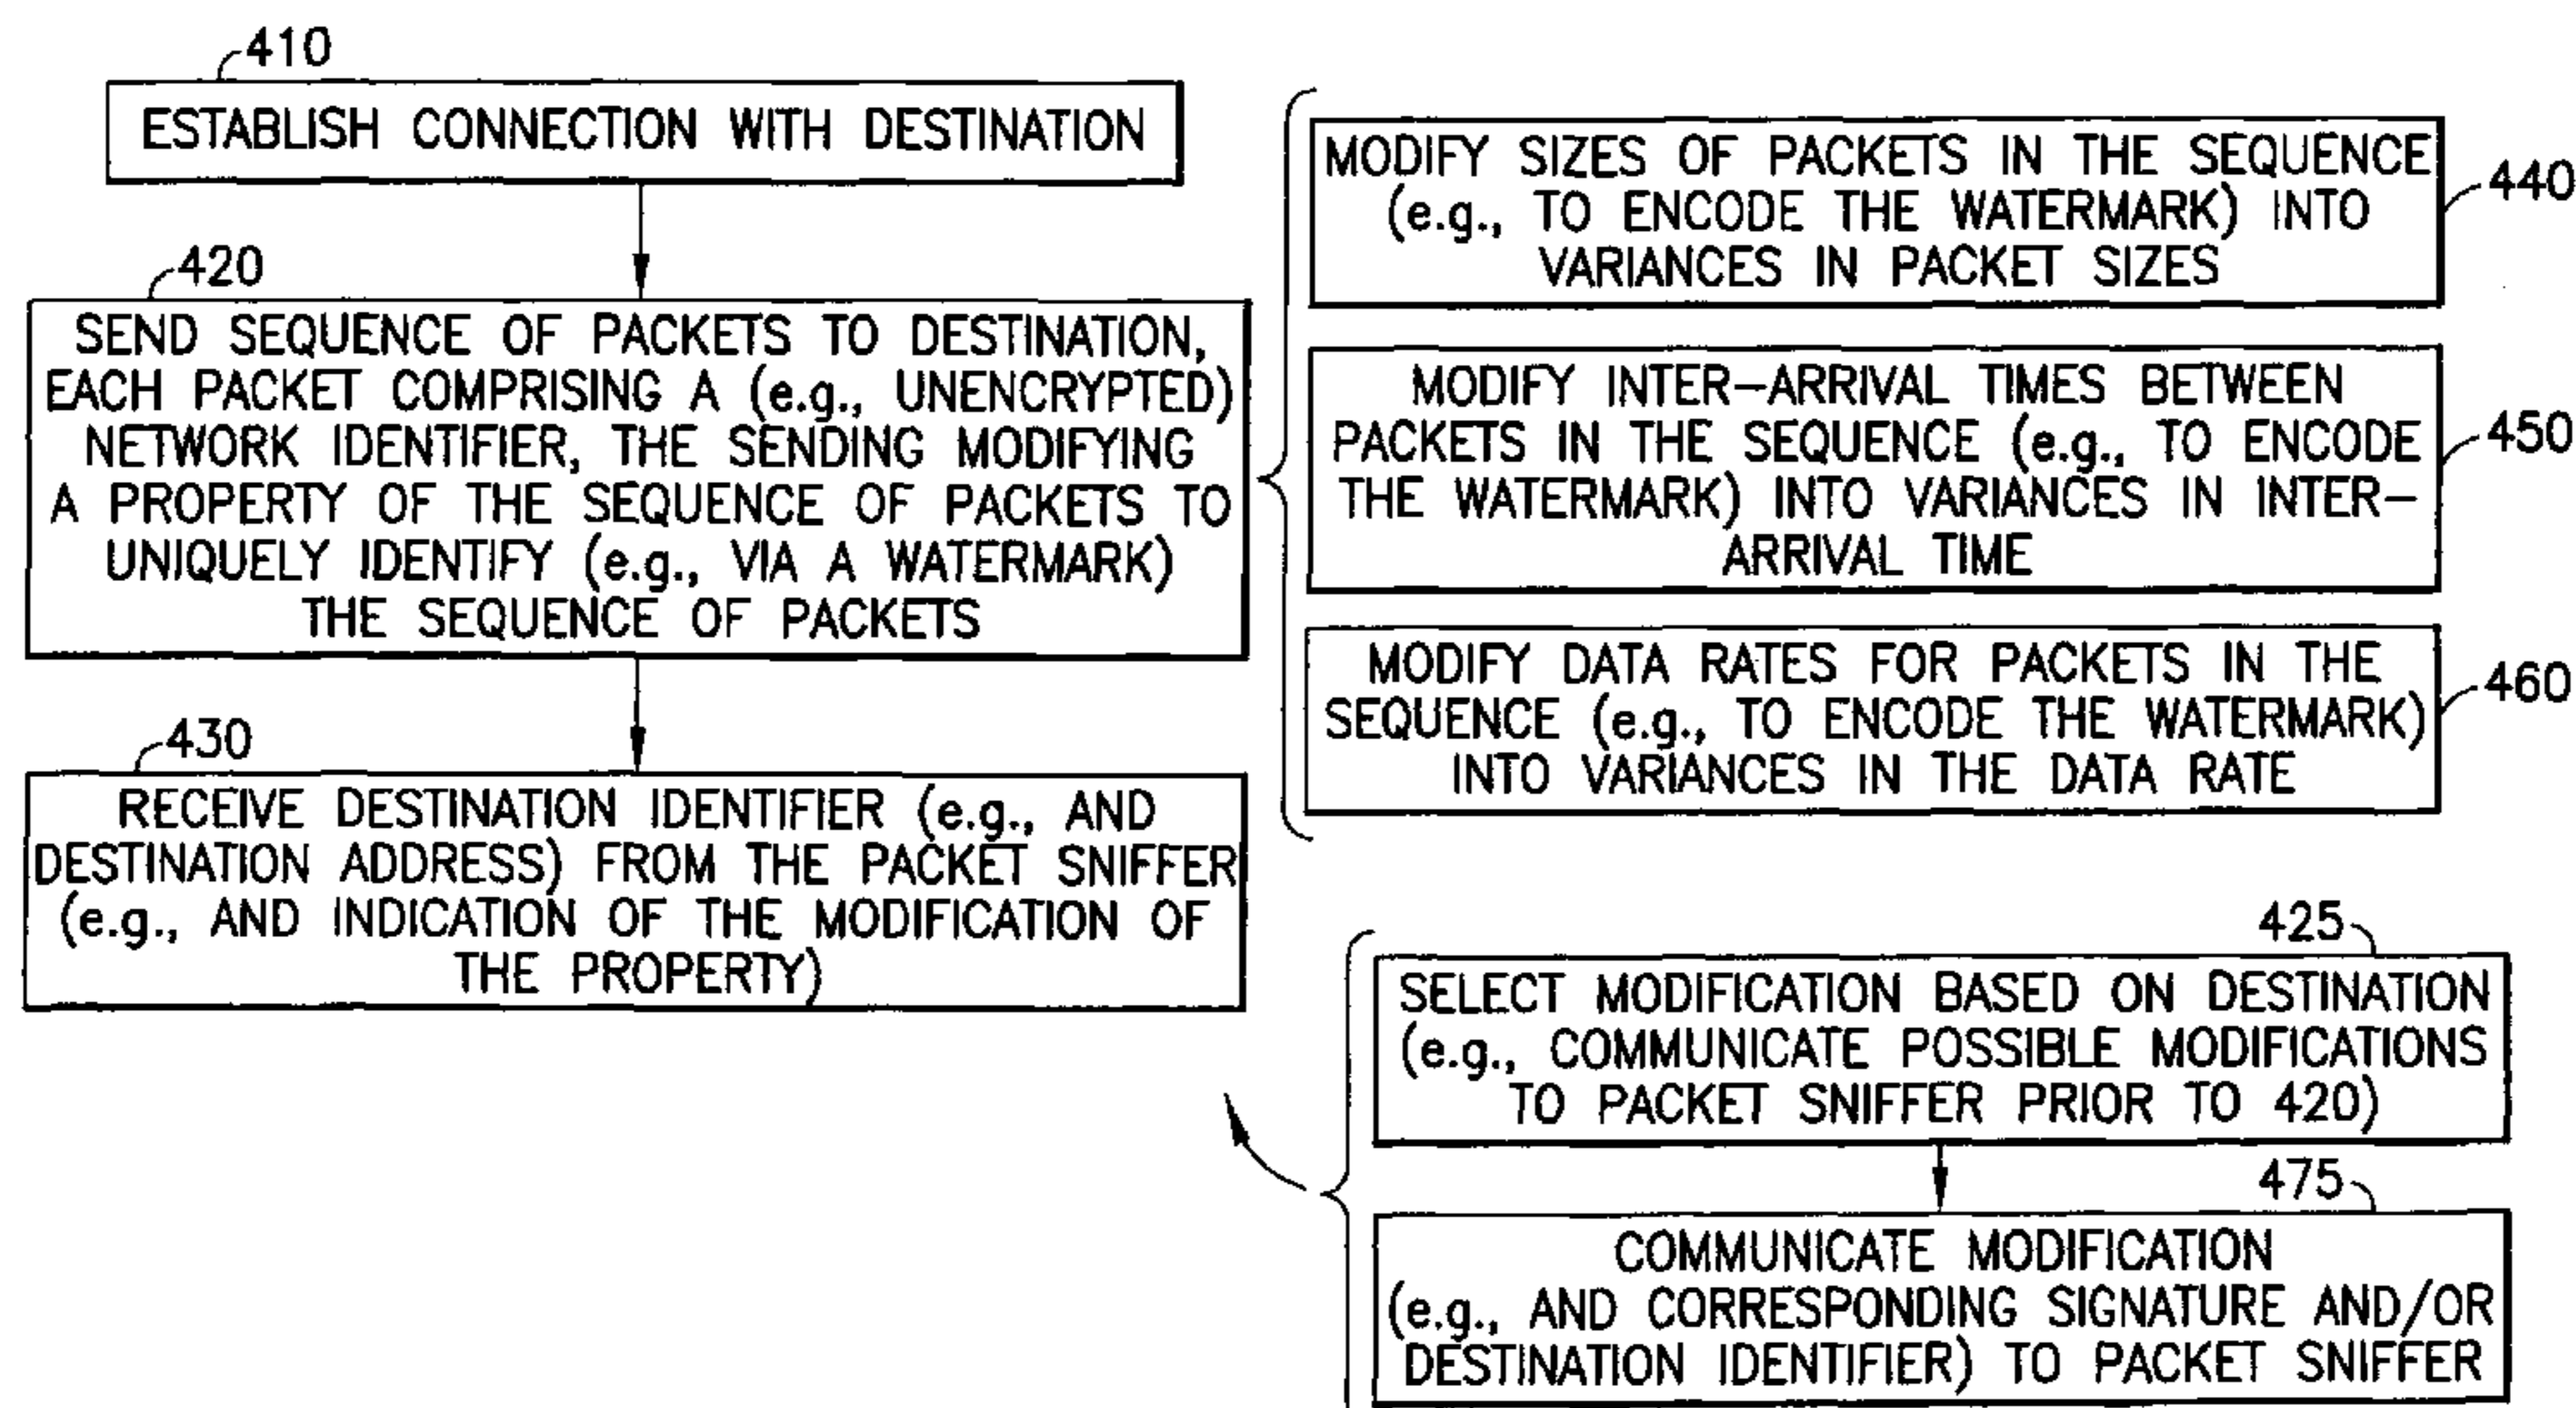 410
ESTABLISH CONNECTION WITH DESTINATION
420
SEND SEQUENCE OF PACKETS TO DESTINATION,
EACH PACKET COMPRISING A (e.g., UNENCRYPTED)
NETWORK IDENTIFIER, THE SENDING MODIFYING
A PROPERTY OF THE SEQUENCE OF PACKETS TO
UNIQUELY IDENTIFY (e.g., VIA A WATERMARK)
THE SEQUENCE OF PACKETS
430
RECEIVE DESTINATION IDENTIFIER (e.g., AND
DESTINATION ADDRESS) FROM THE PACKET SNIFFER
(e.g., AND INDICATION OF THE MODIFICATION OF
THE PROPERTY)
MODIFY SIZES OF PACKETS IN THE SEQUENCE
(e.g., TO ENCODE THE WATERMARK) INTO
VARIANCES IN PACKET SIZES
440
MODIFY INTER-ARRIVAL TIMES BETWEEN
PACKETS IN THE SEQUENCE (e.g., TO ENCODE
THE WATERMARK) INTO VARIANCES IN INTER-
ARRIVAL TIME
450
MODIFY DATA RATES FOR PACKETS IN THE
SEQUENCE (e.g., TO ENCODE THE WATERMARK)
INTO VARIANCES IN THE DATA RATE
460
425
SELECT MODIFICATION BASED ON DESTINATION
(e.g., COMMUNICATE POSSIBLE MODIFICATIONS
TO PACKET SNIFFER PRIOR TO 420)
475
COMMUNICATE MODIFICATION
(e.g., AND CORRESPONDING SIGNATURE AND/OR
DESTINATION IDENTIFIER) TO PACKET SNIFFER